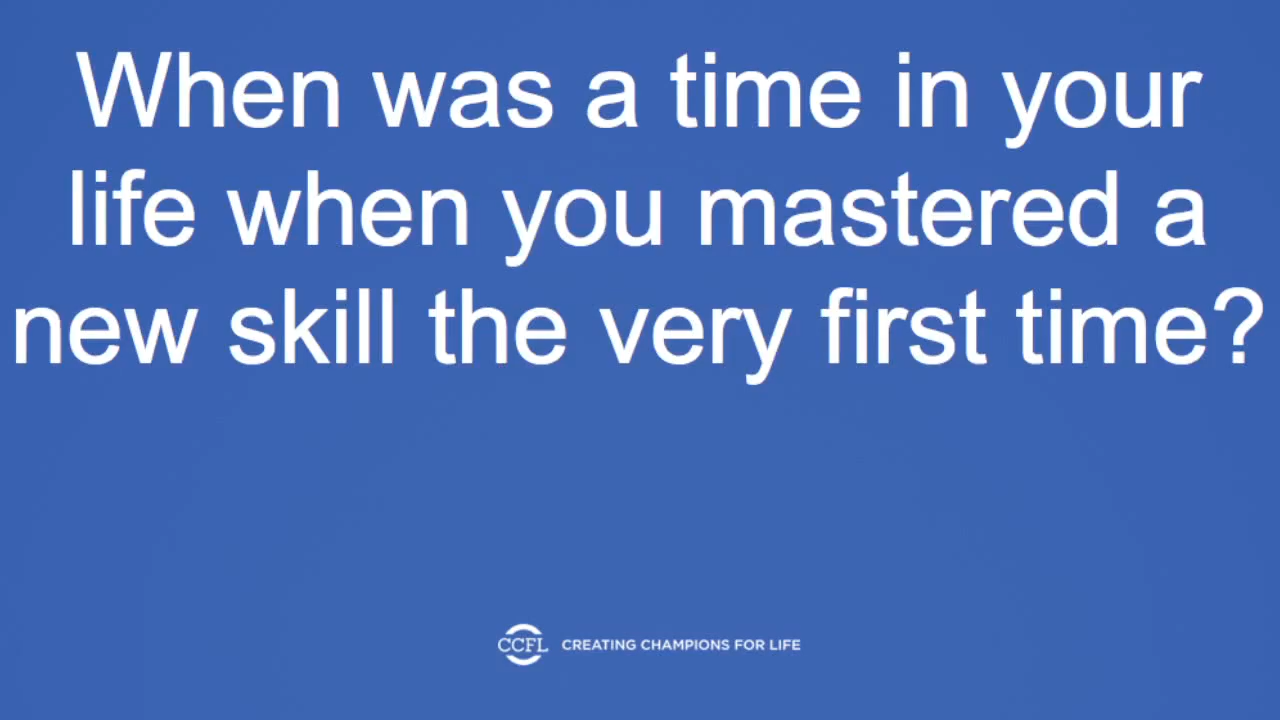 When was a time in your
life when you mastered a
new skill the very first time?
CCFL CREATING CHAMPIONS FOR LIFE